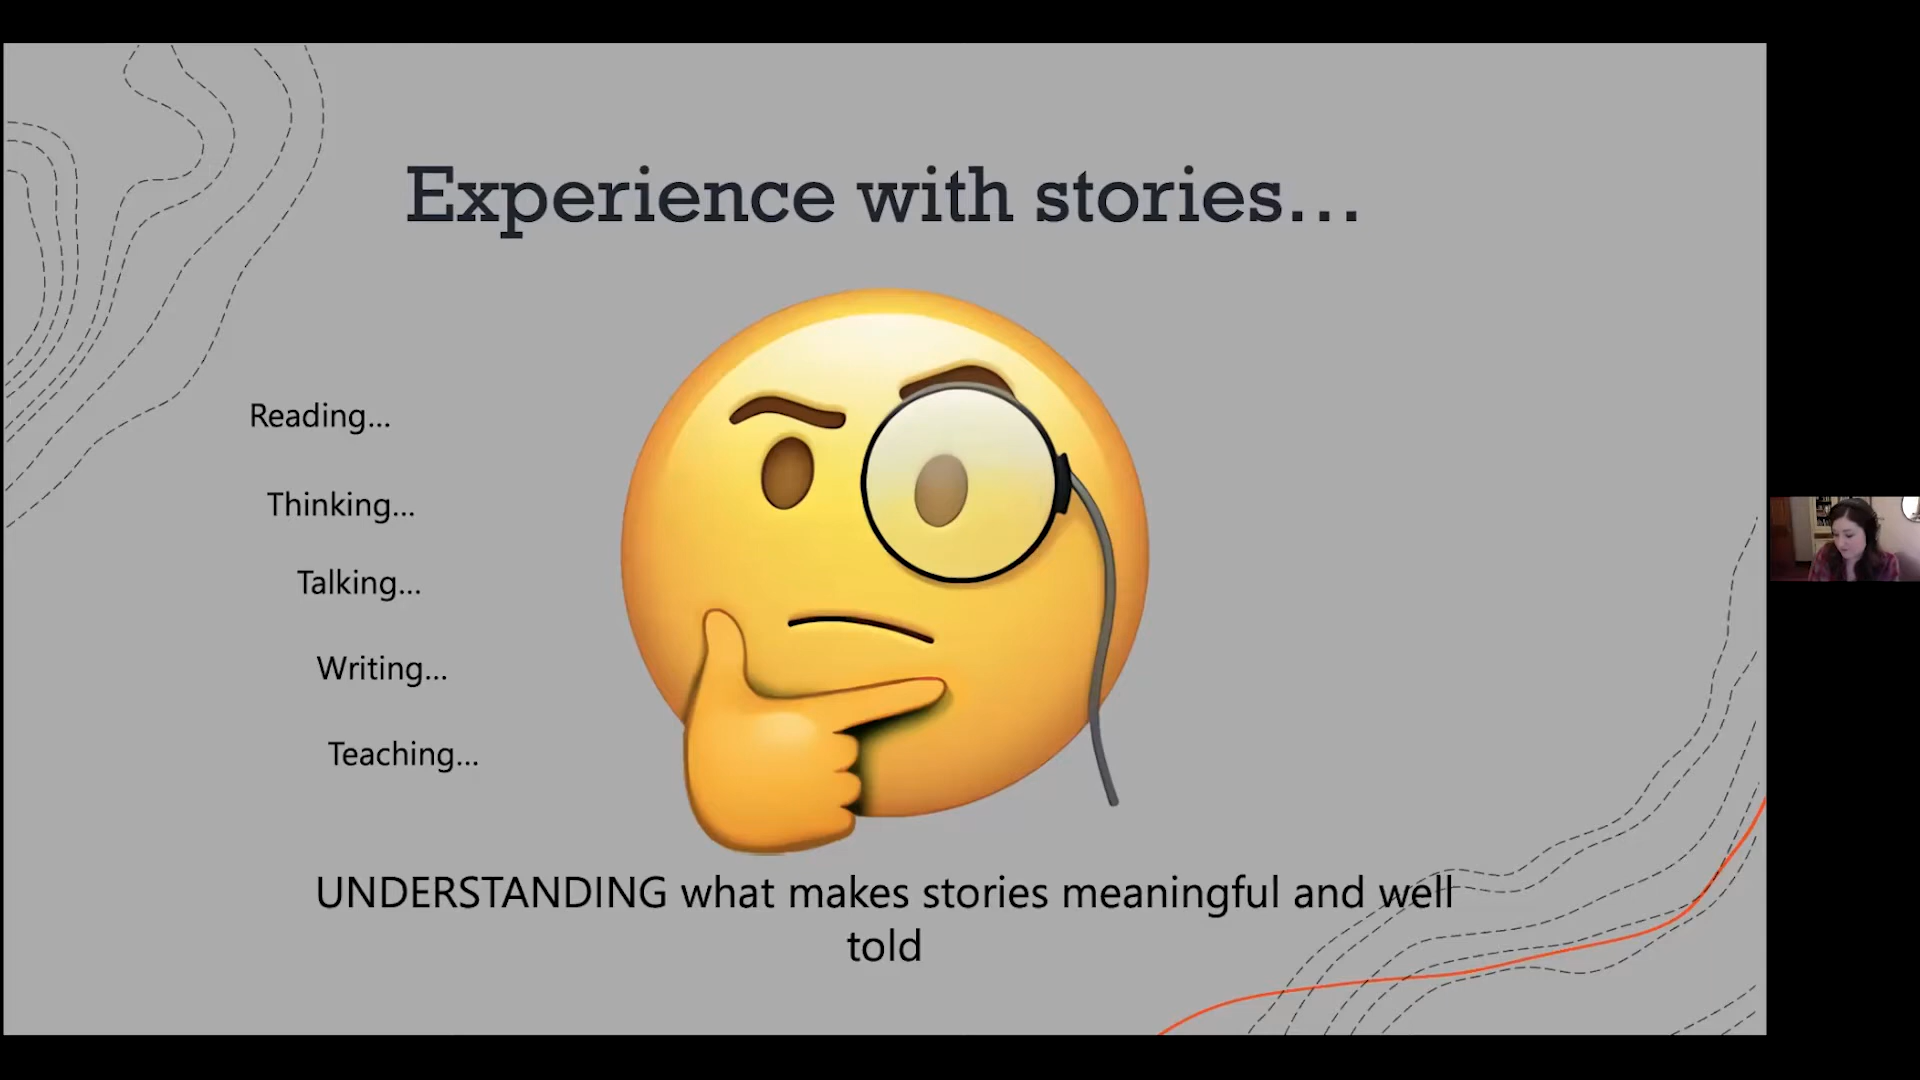 Experience with stories...
Reading...
Thinking...
Talking...
Writing...
Teaching...
UNDERSTANDING what makes stories meaningful and well
told